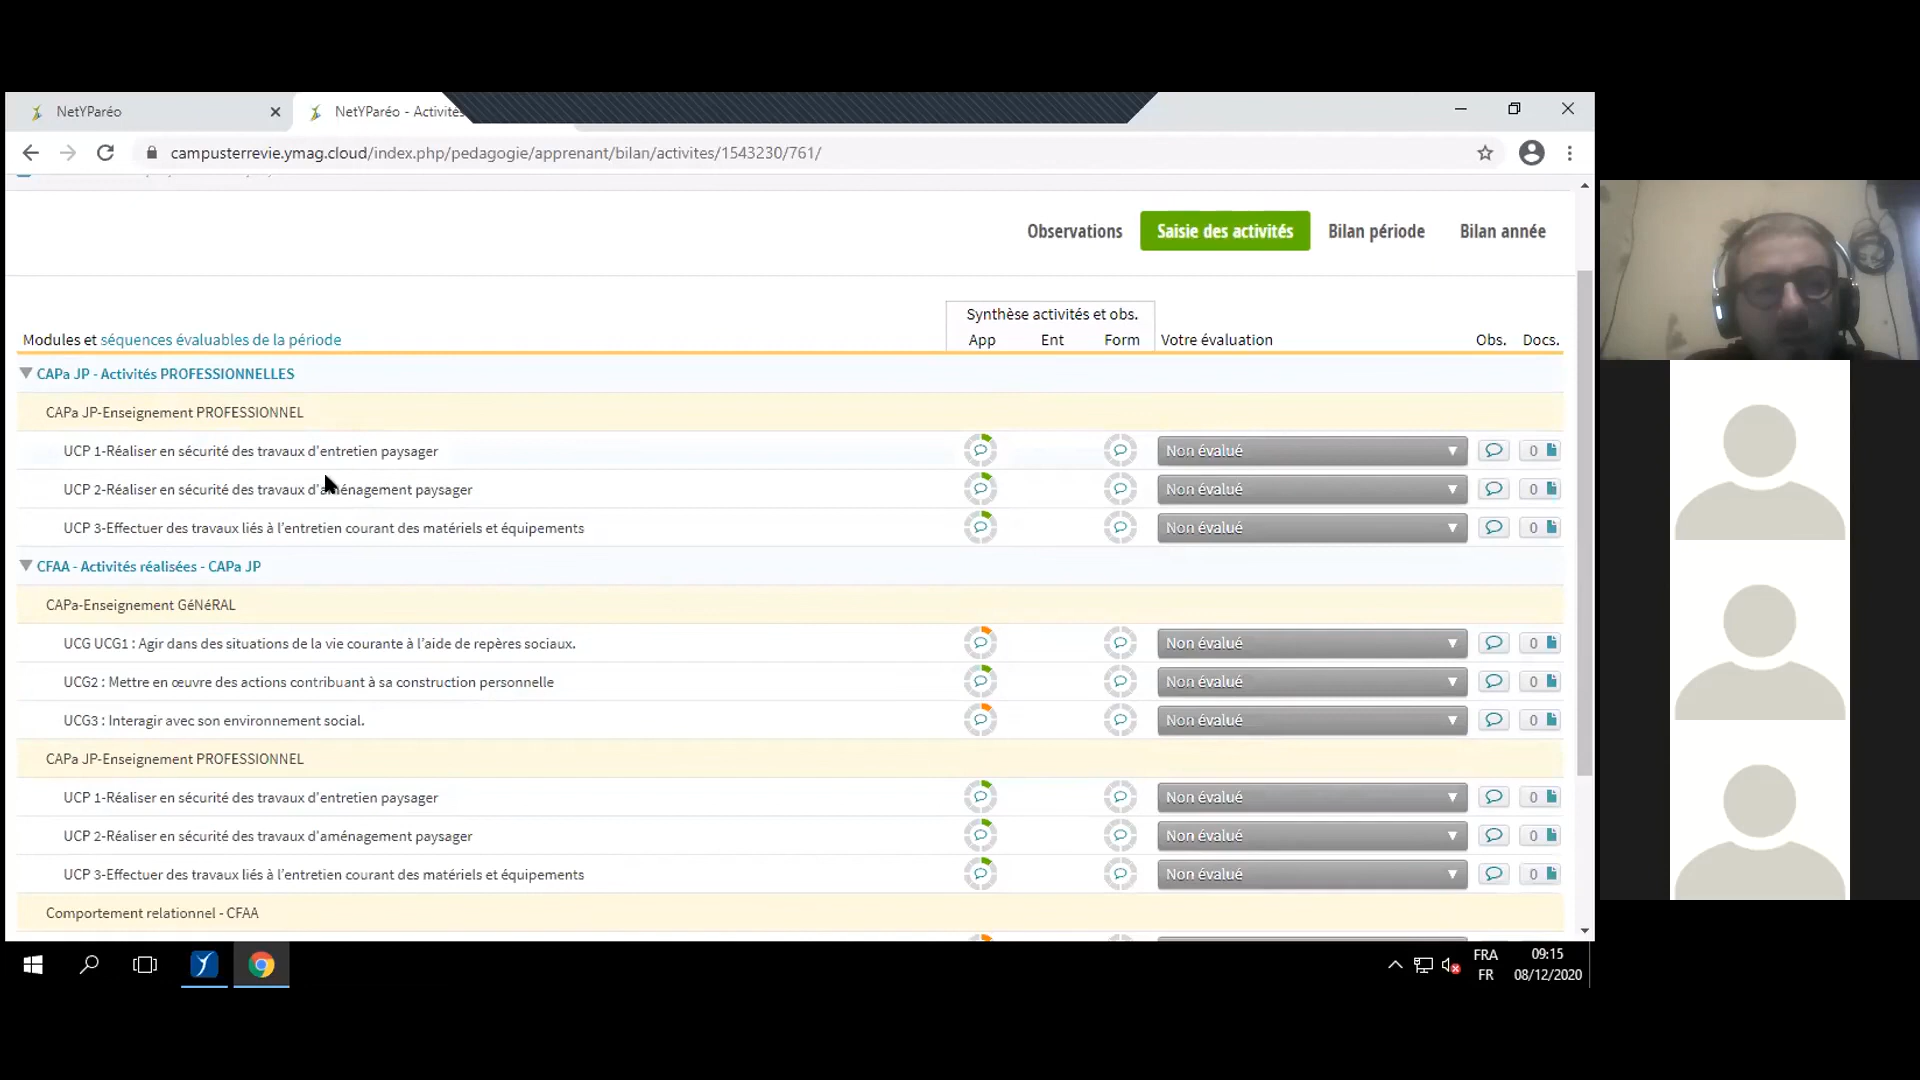 NetYParéo
NetYParéo - Activités
campusterrevie.ymag.cloud/index.php/pedagogie/apprenant/bilan/activites/1543230/761/
Observations
Saisie des activités
Bilan période
Bilan année
Synthèse activités et obs.
Modules et séquences évaluables de la période
App
Ent
Form
Votre évaluation
Obs.
Docs.
CAPa JP - Activités PROFESSIONNELLES
CAPa JP-Enseignement PROFESSIONNEL
UCP 1-Réaliser en sécurité des travaux d'entretien paysager
Non évalué
0
UCP 2-Réaliser en sécurité des travaux d'aménagement paysager
Non évalué
0
UCP 3-Effectuer des travaux liés à l'entretien courant des matériels et équipements
Non évalué
0
CFAA - Activités réalisées - CAPa JP
CAPa-Enseignement GéNéRAL
UCG UCG1 : Agir dans des situations de la vie courante à l'aide de repères sociaux.
Non évalué
0
UCG2 : Mettre en œuvre des actions contribuant à sa construction personnelle
Non évalué
0
UCG3 : Interagir avec son environnement social.
Non évalué
0
CAPa JP-Enseignement PROFESSIONNEL
UCP 1-Réaliser en sécurité des travaux d'entretien paysager
Non évalué
0
UCP 2-Réaliser en sécurité des travaux d'aménagement paysager
Non évalué
0
UCP 3-Effectuer des travaux liés à l'entretien courant des matériels et équipements
Non évalué
0
Comportement relationnel - CFAA
FRA
FR
09:15
08/12/2020